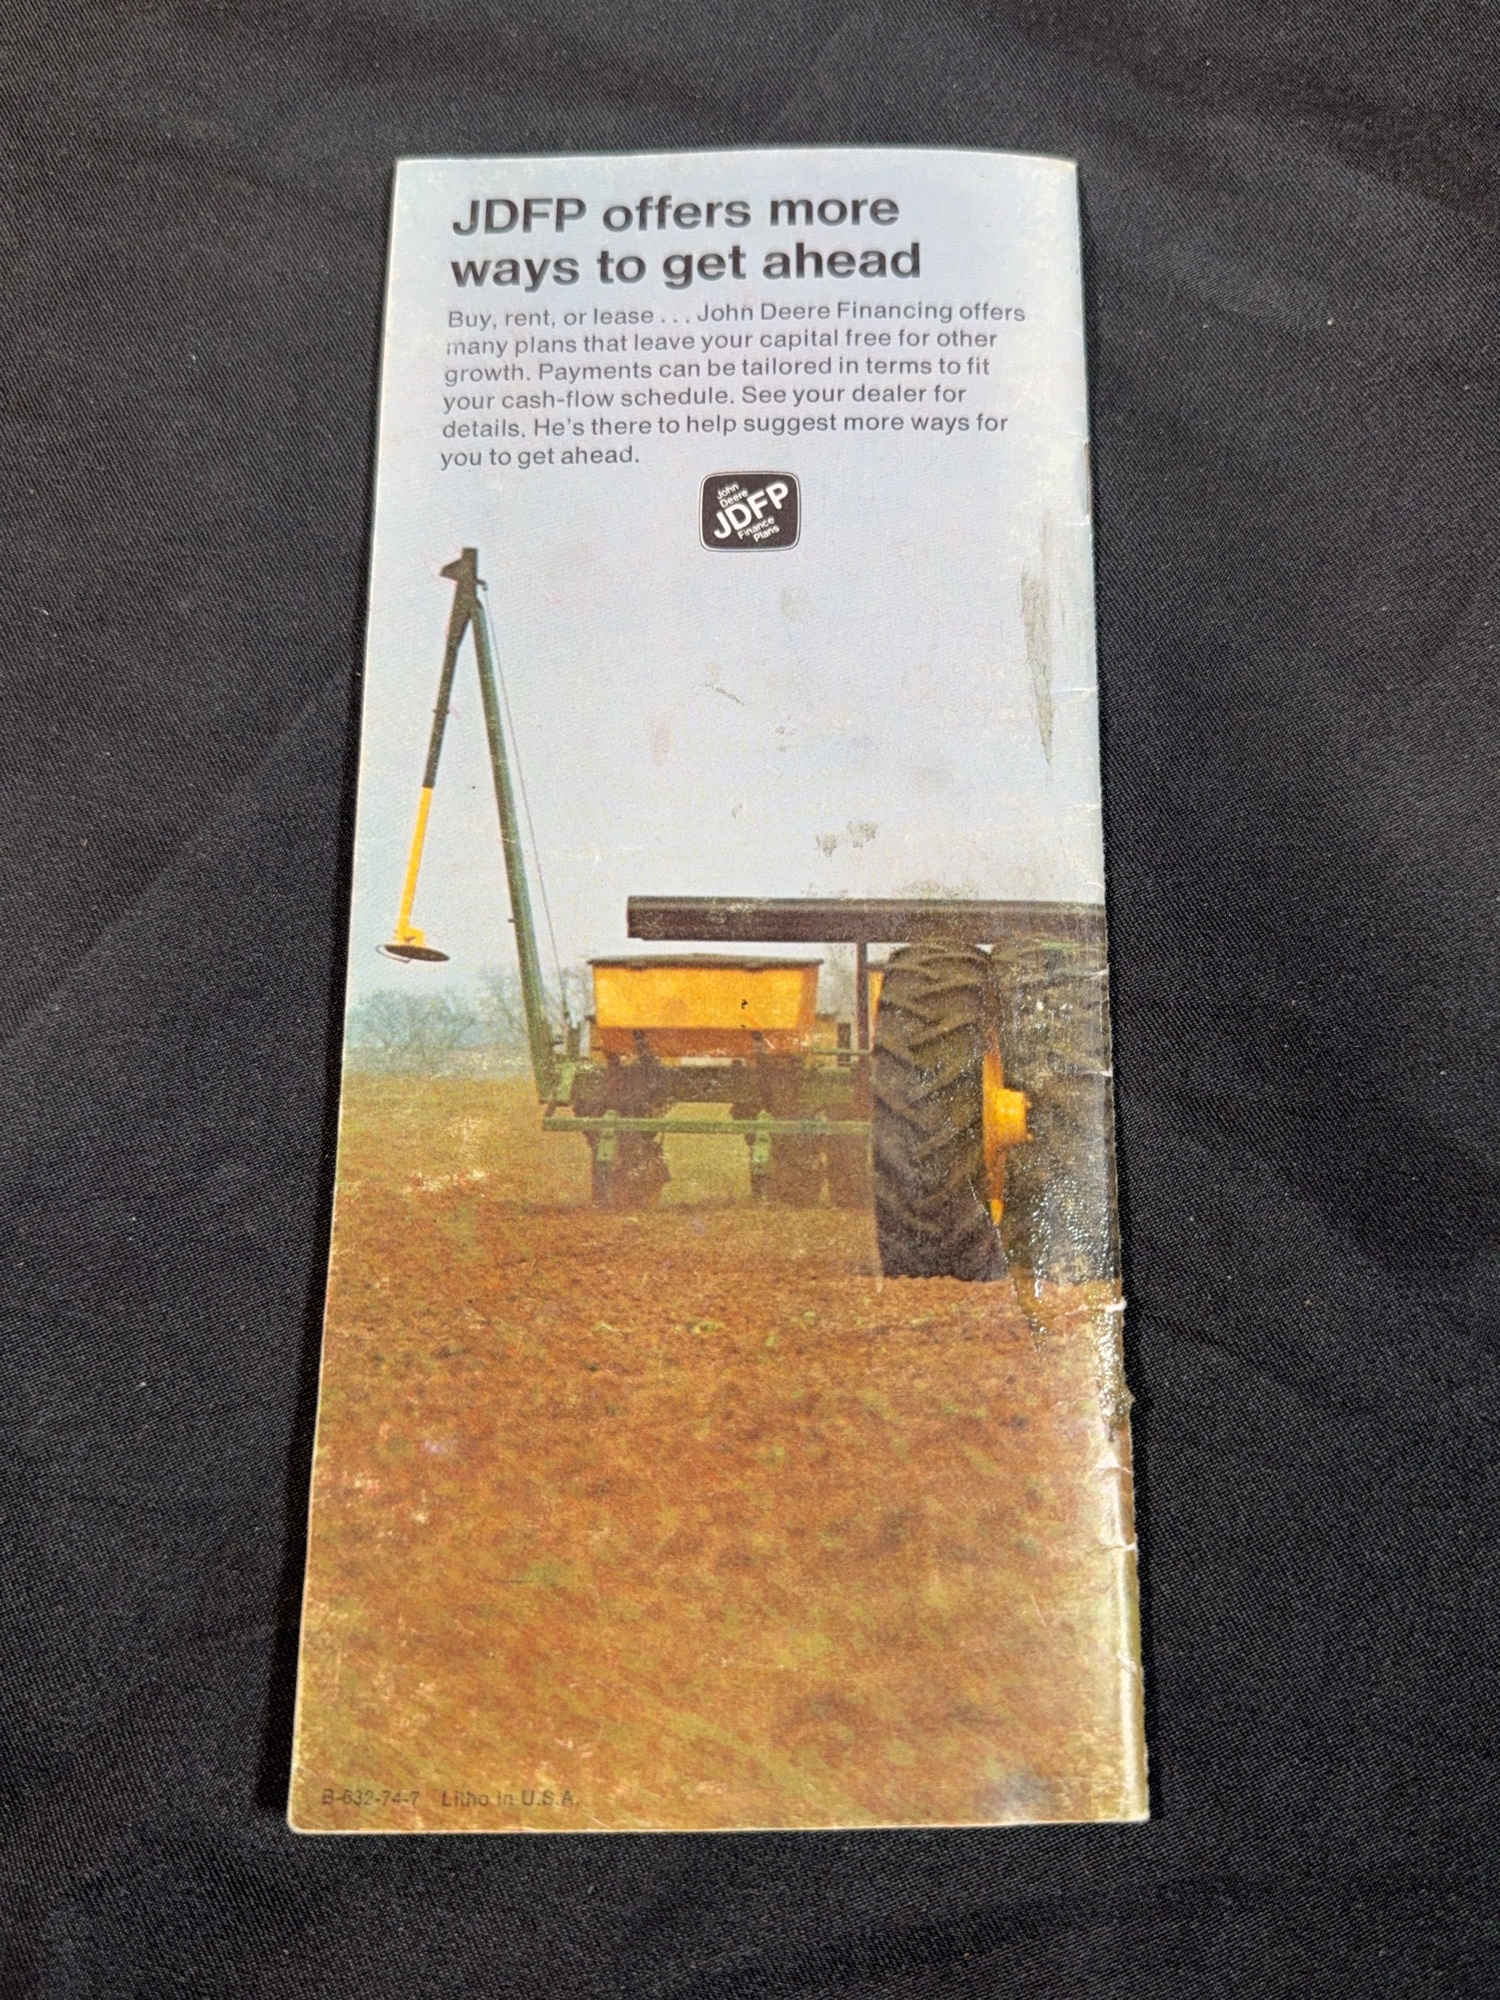 JDFP offers more
ways to get ahead
Buy, rent, or lease . . . John Deere Financing offers
many plans that leave your capital free for other
growth. Payments can be tailored in terms to fit
your cash-flow schedule. See your dealer for
details. He's there to help suggest more ways for
you to get ahead.
John
Deere
JDFP
Finance
Plans
B-632-74-7 Litho in U.S.A.